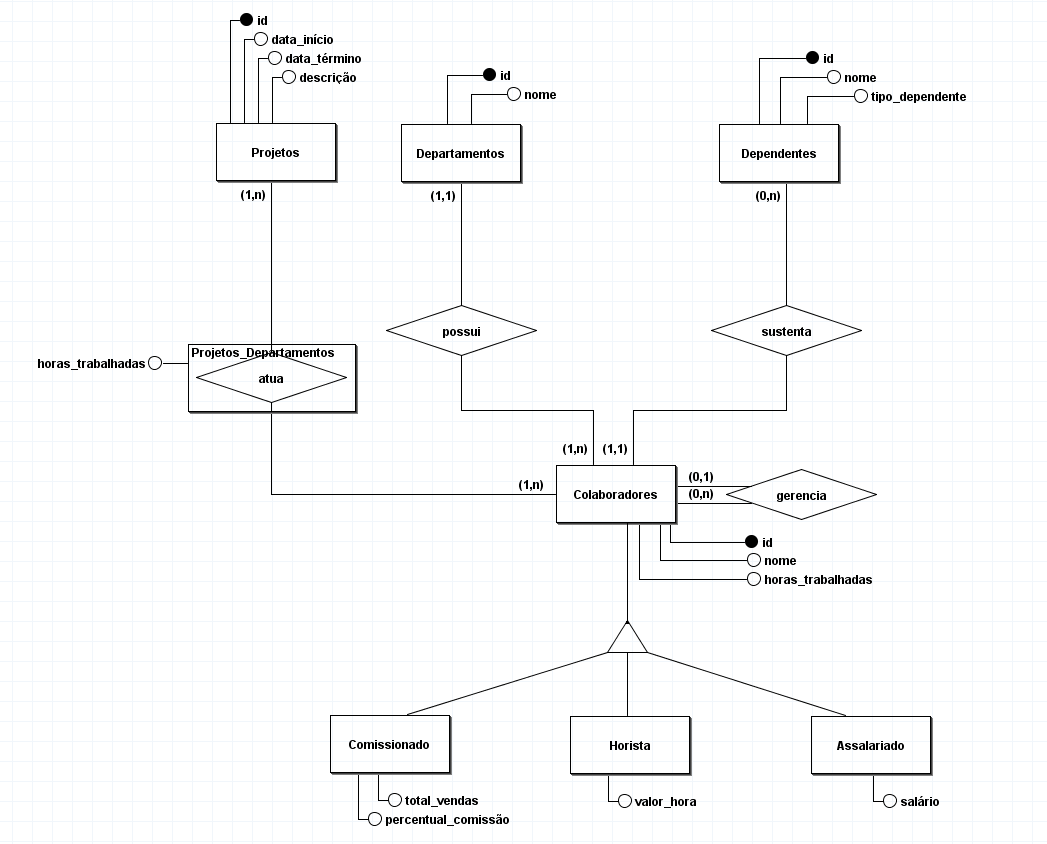 id
data_início
data_término
descrição
id
nome
id
nome
tipo_dependente
Projetos
Departamentos
Dependentes
(1,n)
(1,1)
(0,n)
possui
sustenta
Projetos_Departamentos
horas_trabalhadas
atua
(1,n)
(1,1)
(1,n)
Colaboradores
(0,1)
(0,n)
gerencia
id
nome
horas_trabalhadas
Comissionado
Horista
Assalariado
total_vendas
percentual_comissão
valor_hora
salário